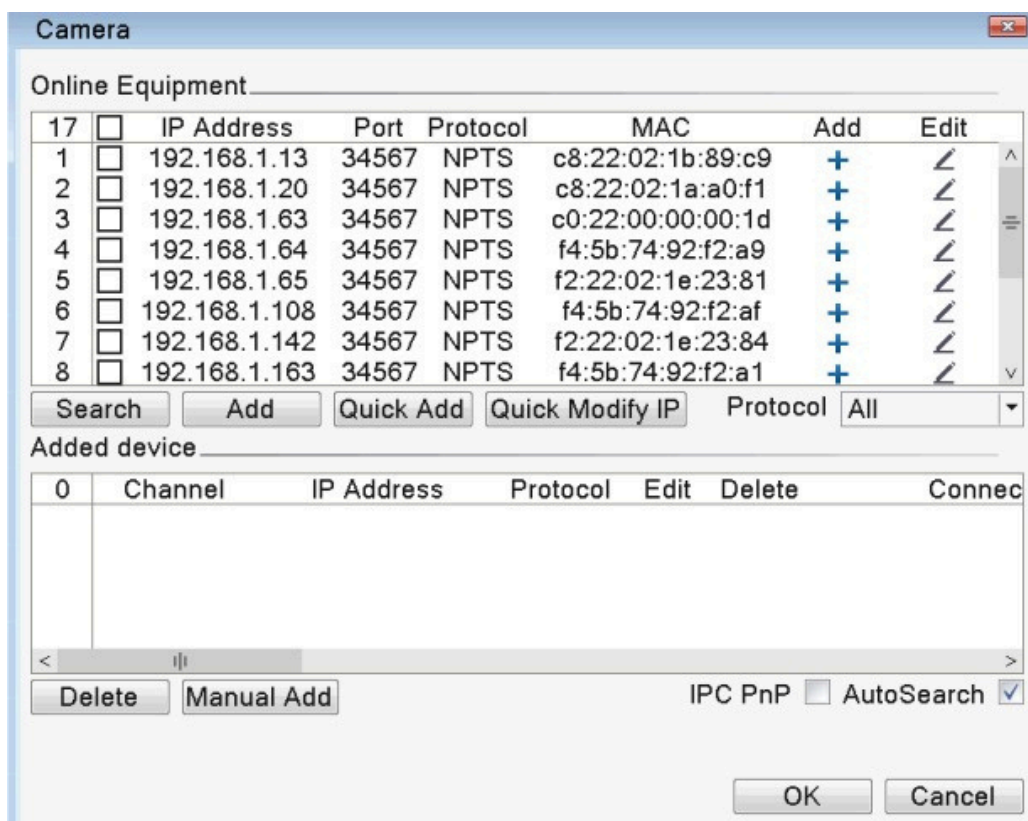 Camera
Online Equipment
17 IP Address Port Protocol MAC Add Edit
1 192.168.1.13 34567 NPTS c8:22:02:1b:89:c9
2 192.168.1.20 34567 NPTS c8:22:02:1a:a0:f1
3 192.168.1.63 34567 NPTS c0:22:00:00:00:1d
4 192.168.1.64 34567 NPTS f4:5b:74:92:f2:a9
5 192.168.1.65 34567 NPTS f2:22:02:1e:23:81
6 192.168.1.108 34567 NPTS f4:5b:74:92:f2:af
7 192.168.1.142 34567 NPTS f2:22:02:1e:23:84
8 192.168.1.163 34567 NPTS f4:5b:74:92:f2:a1
Search Add Quick Add Quick Modify IP Protocol All
Added device
0 Channel IP Address Protocol Edit Delete Connec
Delete Manual Add IPC PnP AutoSearch
OK Cancel